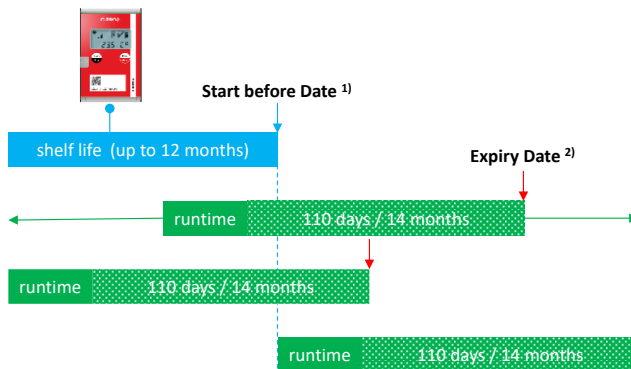 Start before Date 1)
shelf life (up to 12 months)
Expiry Date 2)
runtime 110 days / 14 months
runtime 110 days / 14 months
runtime 110 days / 14 months